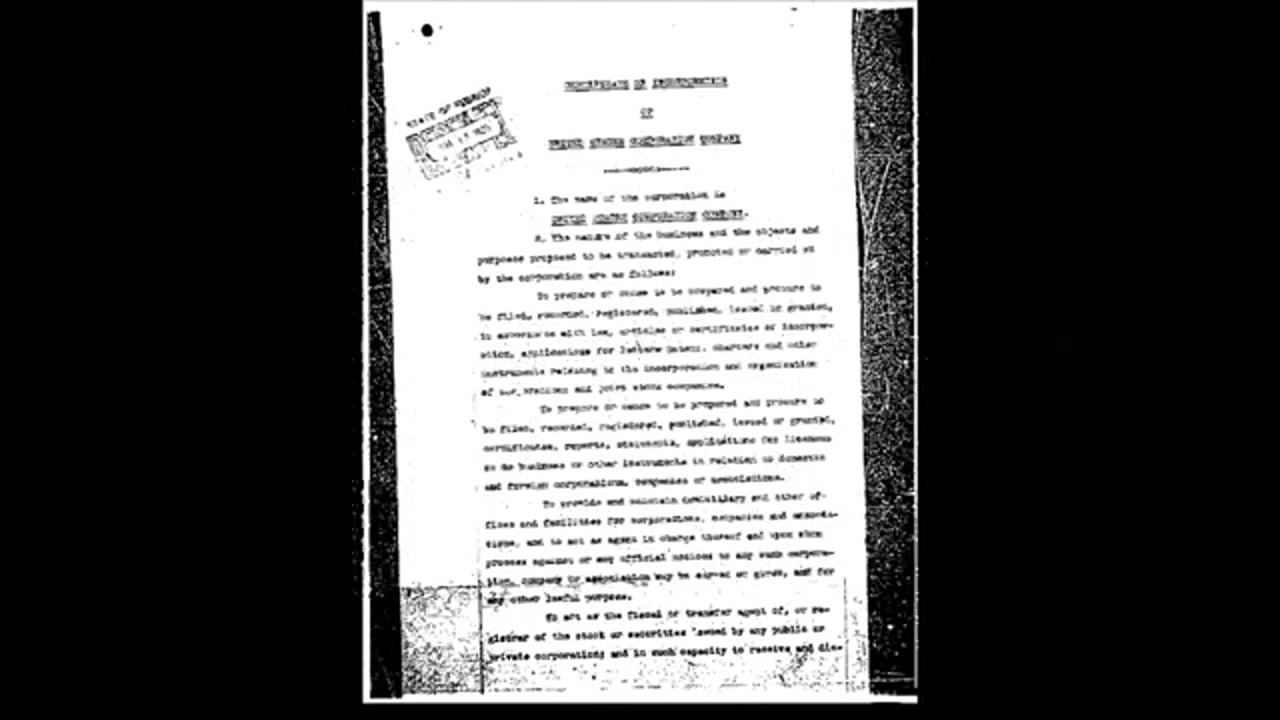 CERTIFICATE OF INCORPORATION
OF
UNITED STATES CORPORATION COMPANY
STATE OF
1. The name of the corporation is
UNITED STATES CORPORATION COMPANY.
2. The nature of the business and the objects and
purposes proposed to be transacted, promoted or carried on
by the corporation are as follows:
To prepare or cause to be prepared and procure to
be filed, recorded, registered, published, issued or granted,
in accordance with law, articles or certificates of incorpor-
ation, applications for letters patent, charters and other
instruments relating to the incorporation and organization
of corporations and joint stock companies.
To prepare or cause to be prepared and procure to
be filed, recorded, registered, published, issued or granted,
certificates, reports, statements, applications for licenses
to do business or other instruments in relation to domestic
and foreign corporations, companies or associations.
To provide and maintain and other of-
fices and facilities for corporations, companies and associa-
tions, and to act as agent in charge thereof and upon whom
process against or any official notices to any such corpora-
tion, company or association may be served or given, and for
any other lawful purpose.
To act as the fiscal or transfer agent of, or re-
gistrar of the stock or securities issued by any public or
private corporation; and in such capacity to receive and dis-